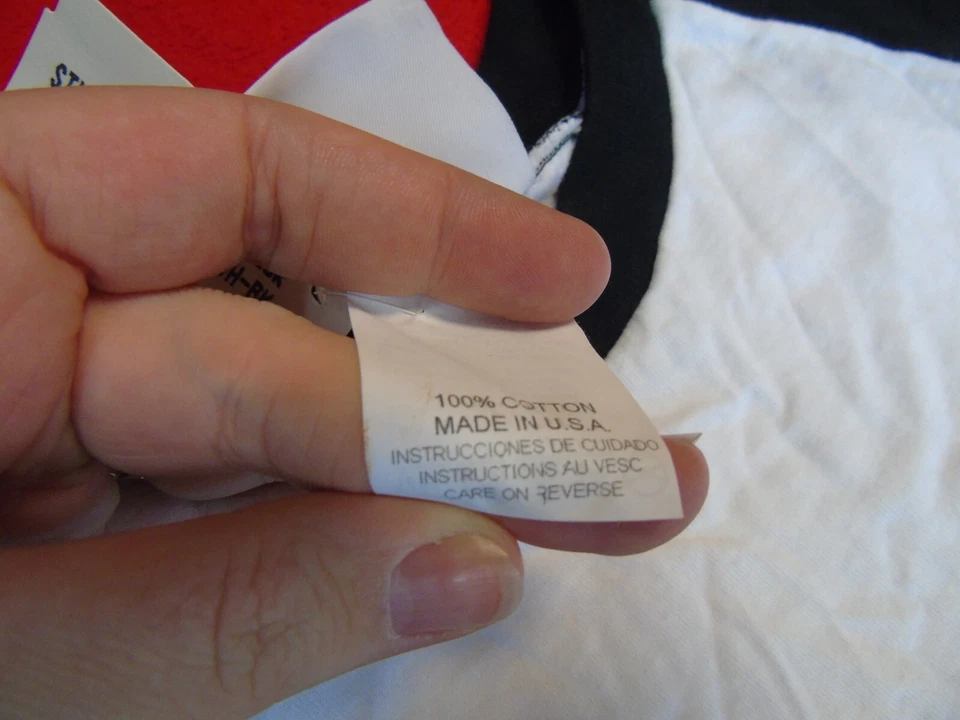 100% COTTON
MADE IN U.S.A.
INSTRUCCIONES DE CUIDADO
INSTRUCTIONS AU VESC
CARE ON REVERSE